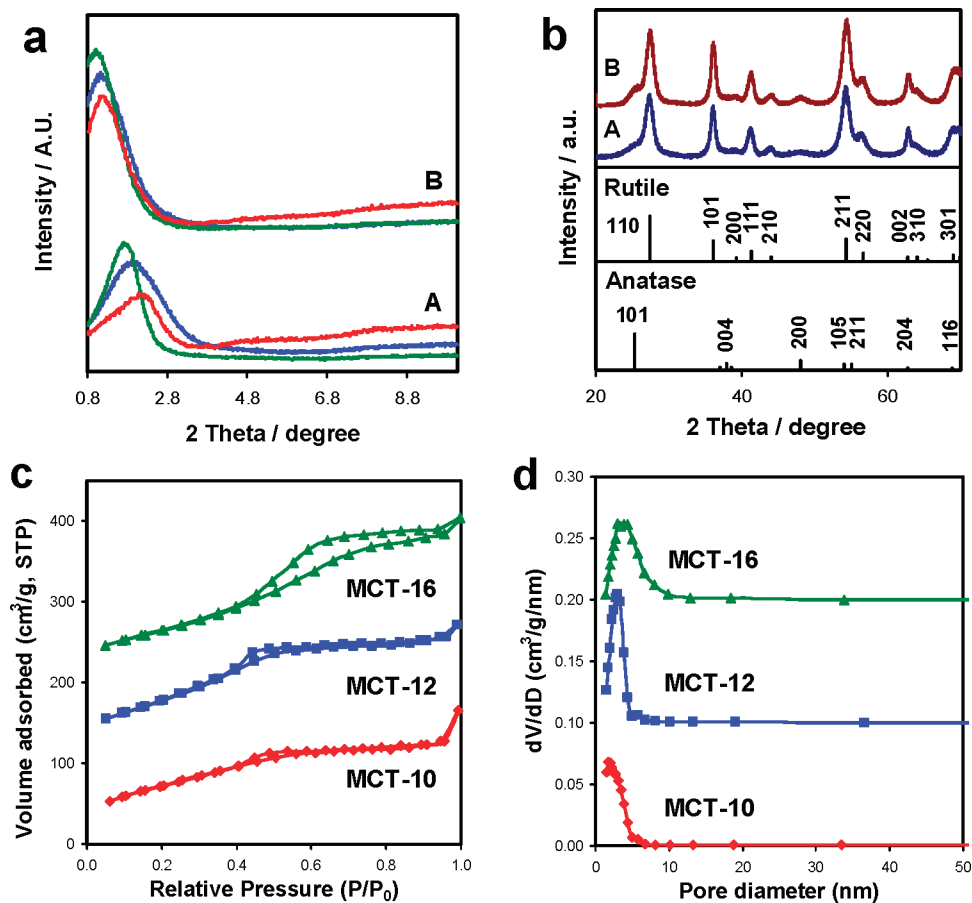 a
Intensity / A.U.
B
A
0.8 2.8 4.8 6.8 8.8
2 Theta / degree
b
Intensity / a.u.
B
A
Rutile
110 101 200 111 210 211 220 002 310 301
Anatase
101 004 200 105 211 204 116
20 40 60
2 Theta / degree
c
Volume adsorbed (cm³/g, STP)
400
300
200
100
0
MCT-16
MCT-12
MCT-10
0.0 0.2 0.4 0.6 0.8 1.0
Relative Pressure (P/P₀)
d
dV/dD (cm³/g/nm)
0.30
0.25
0.20
0.15
0.10
0.05
0.00
MCT-16
MCT-12
MCT-10
0 10 20 30 40 50
Pore diameter (nm)